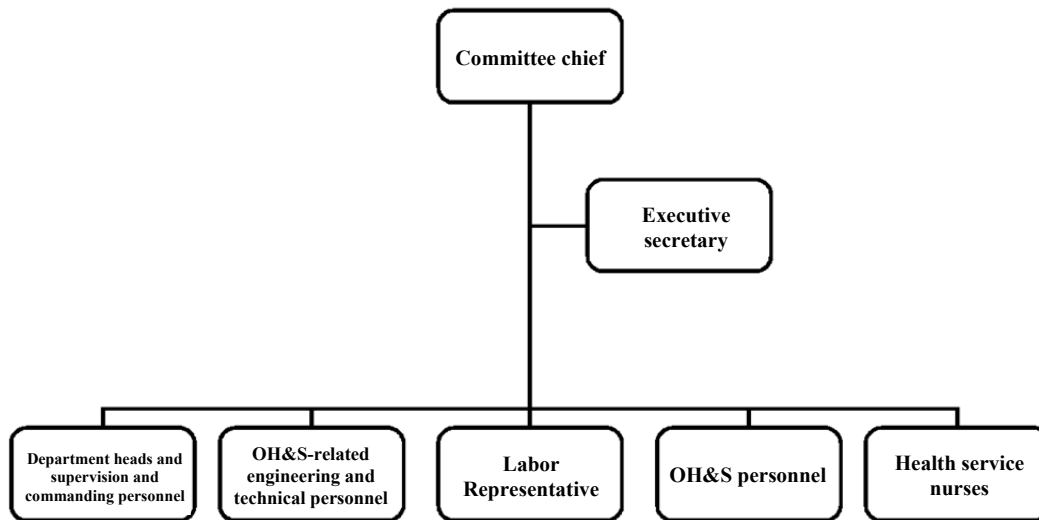 Committee chief
Executive
secretary
Department heads and
supervision and
commanding personnel
OH&S-related
engineering and
technical personnel
Labor
Representative
OH&S personnel
Health service
nurses